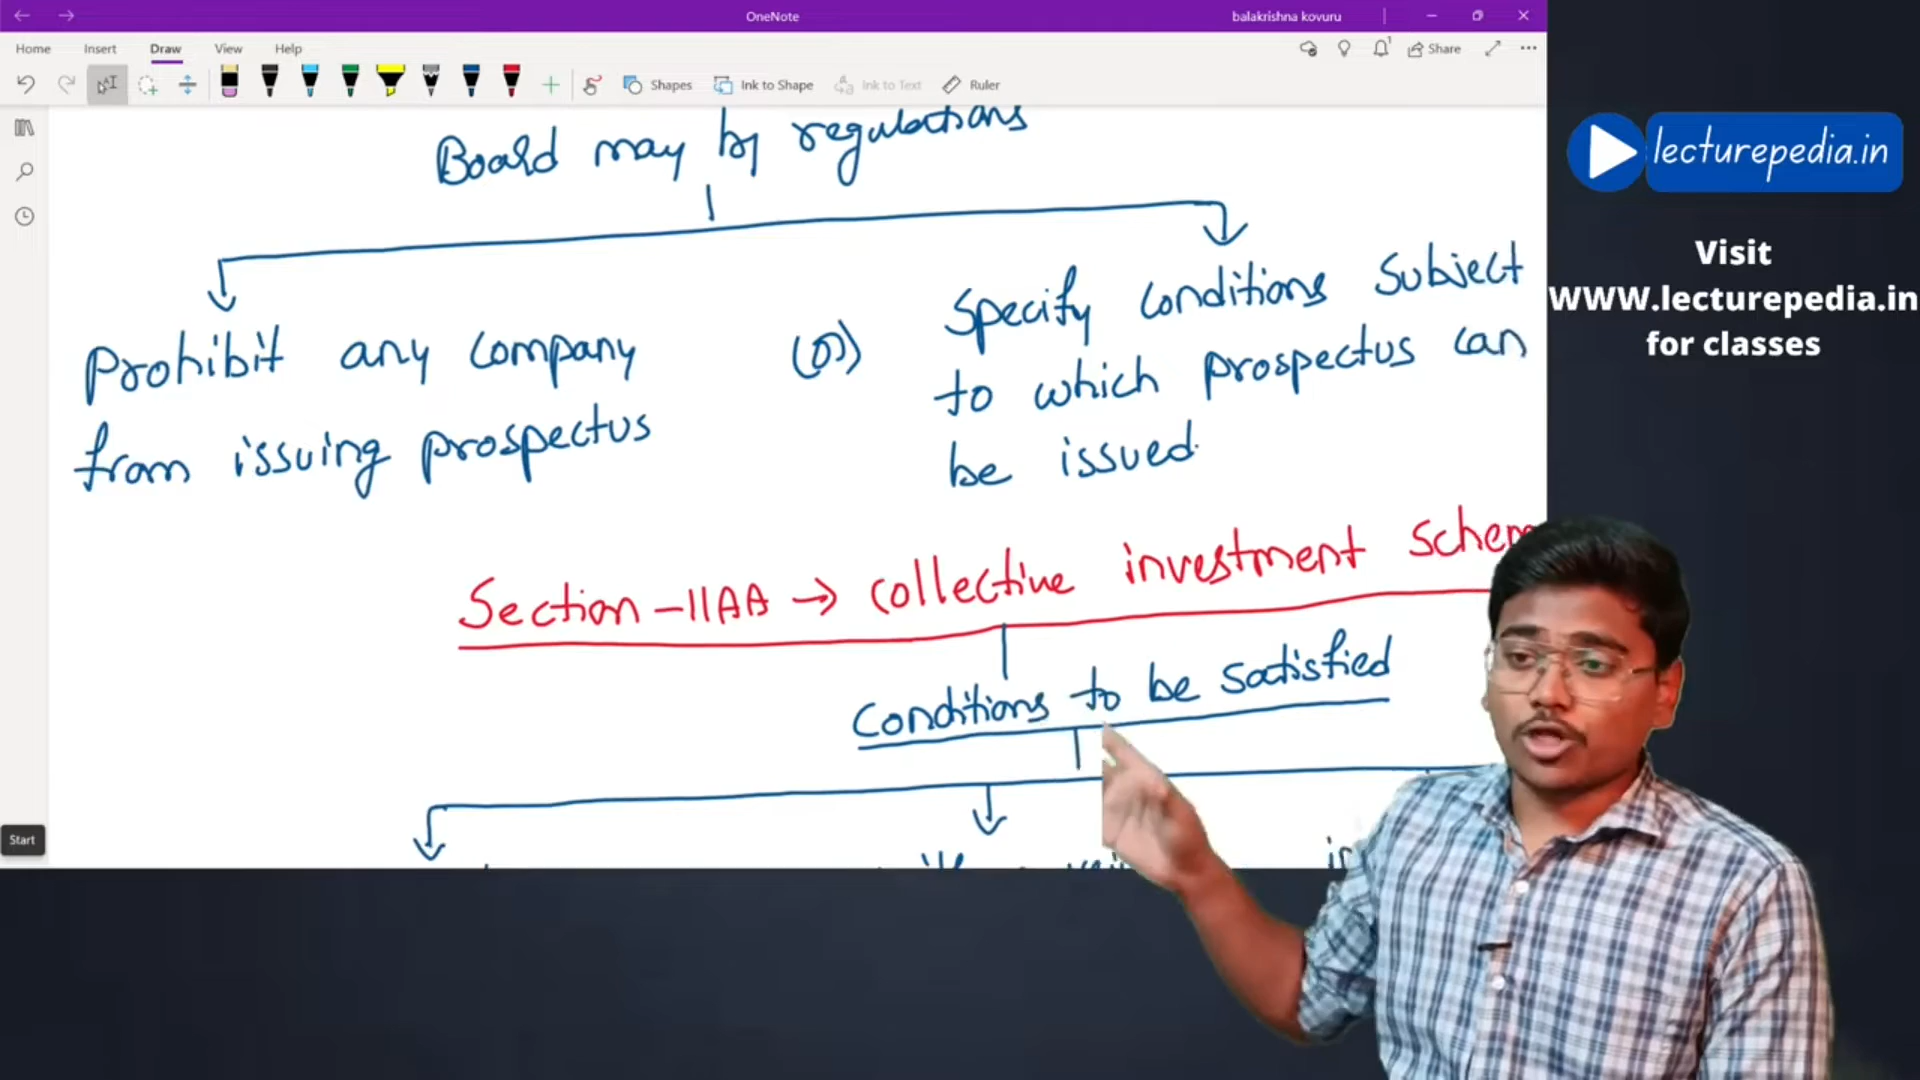 OneNote
balakrishna kovuru
Home Insert Draw View Help
1 Share
Shapes Ink to Shape Ink to Text Ruler
lecturepedia.in
Visit
WWW.lecturepedia.in
for classes
Board may by regulations
Prohibit any company
from issuing prospectus
(or)
Specify conditions subject
to which prospectus can
be issued.
Section-11AA → collective investment schem
Conditions to be satisfied
Start